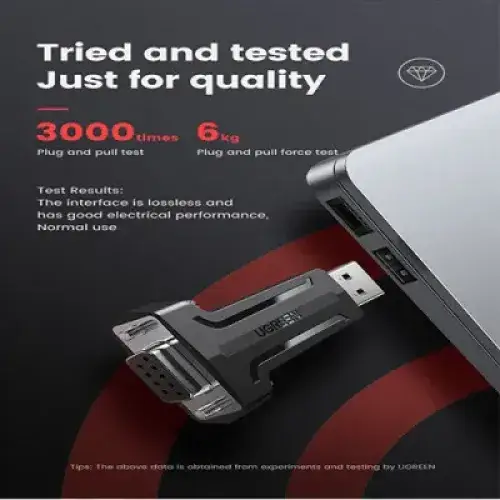 Tried and tested
Just for quality
3000times 6kg
Plug and pull test Plug and pull force test
Test Results:
The interface is lossless and
has good electrical performance,
Normal use
UGREEN
Tips: The above data is obtained from experiments and testing by UGREEN